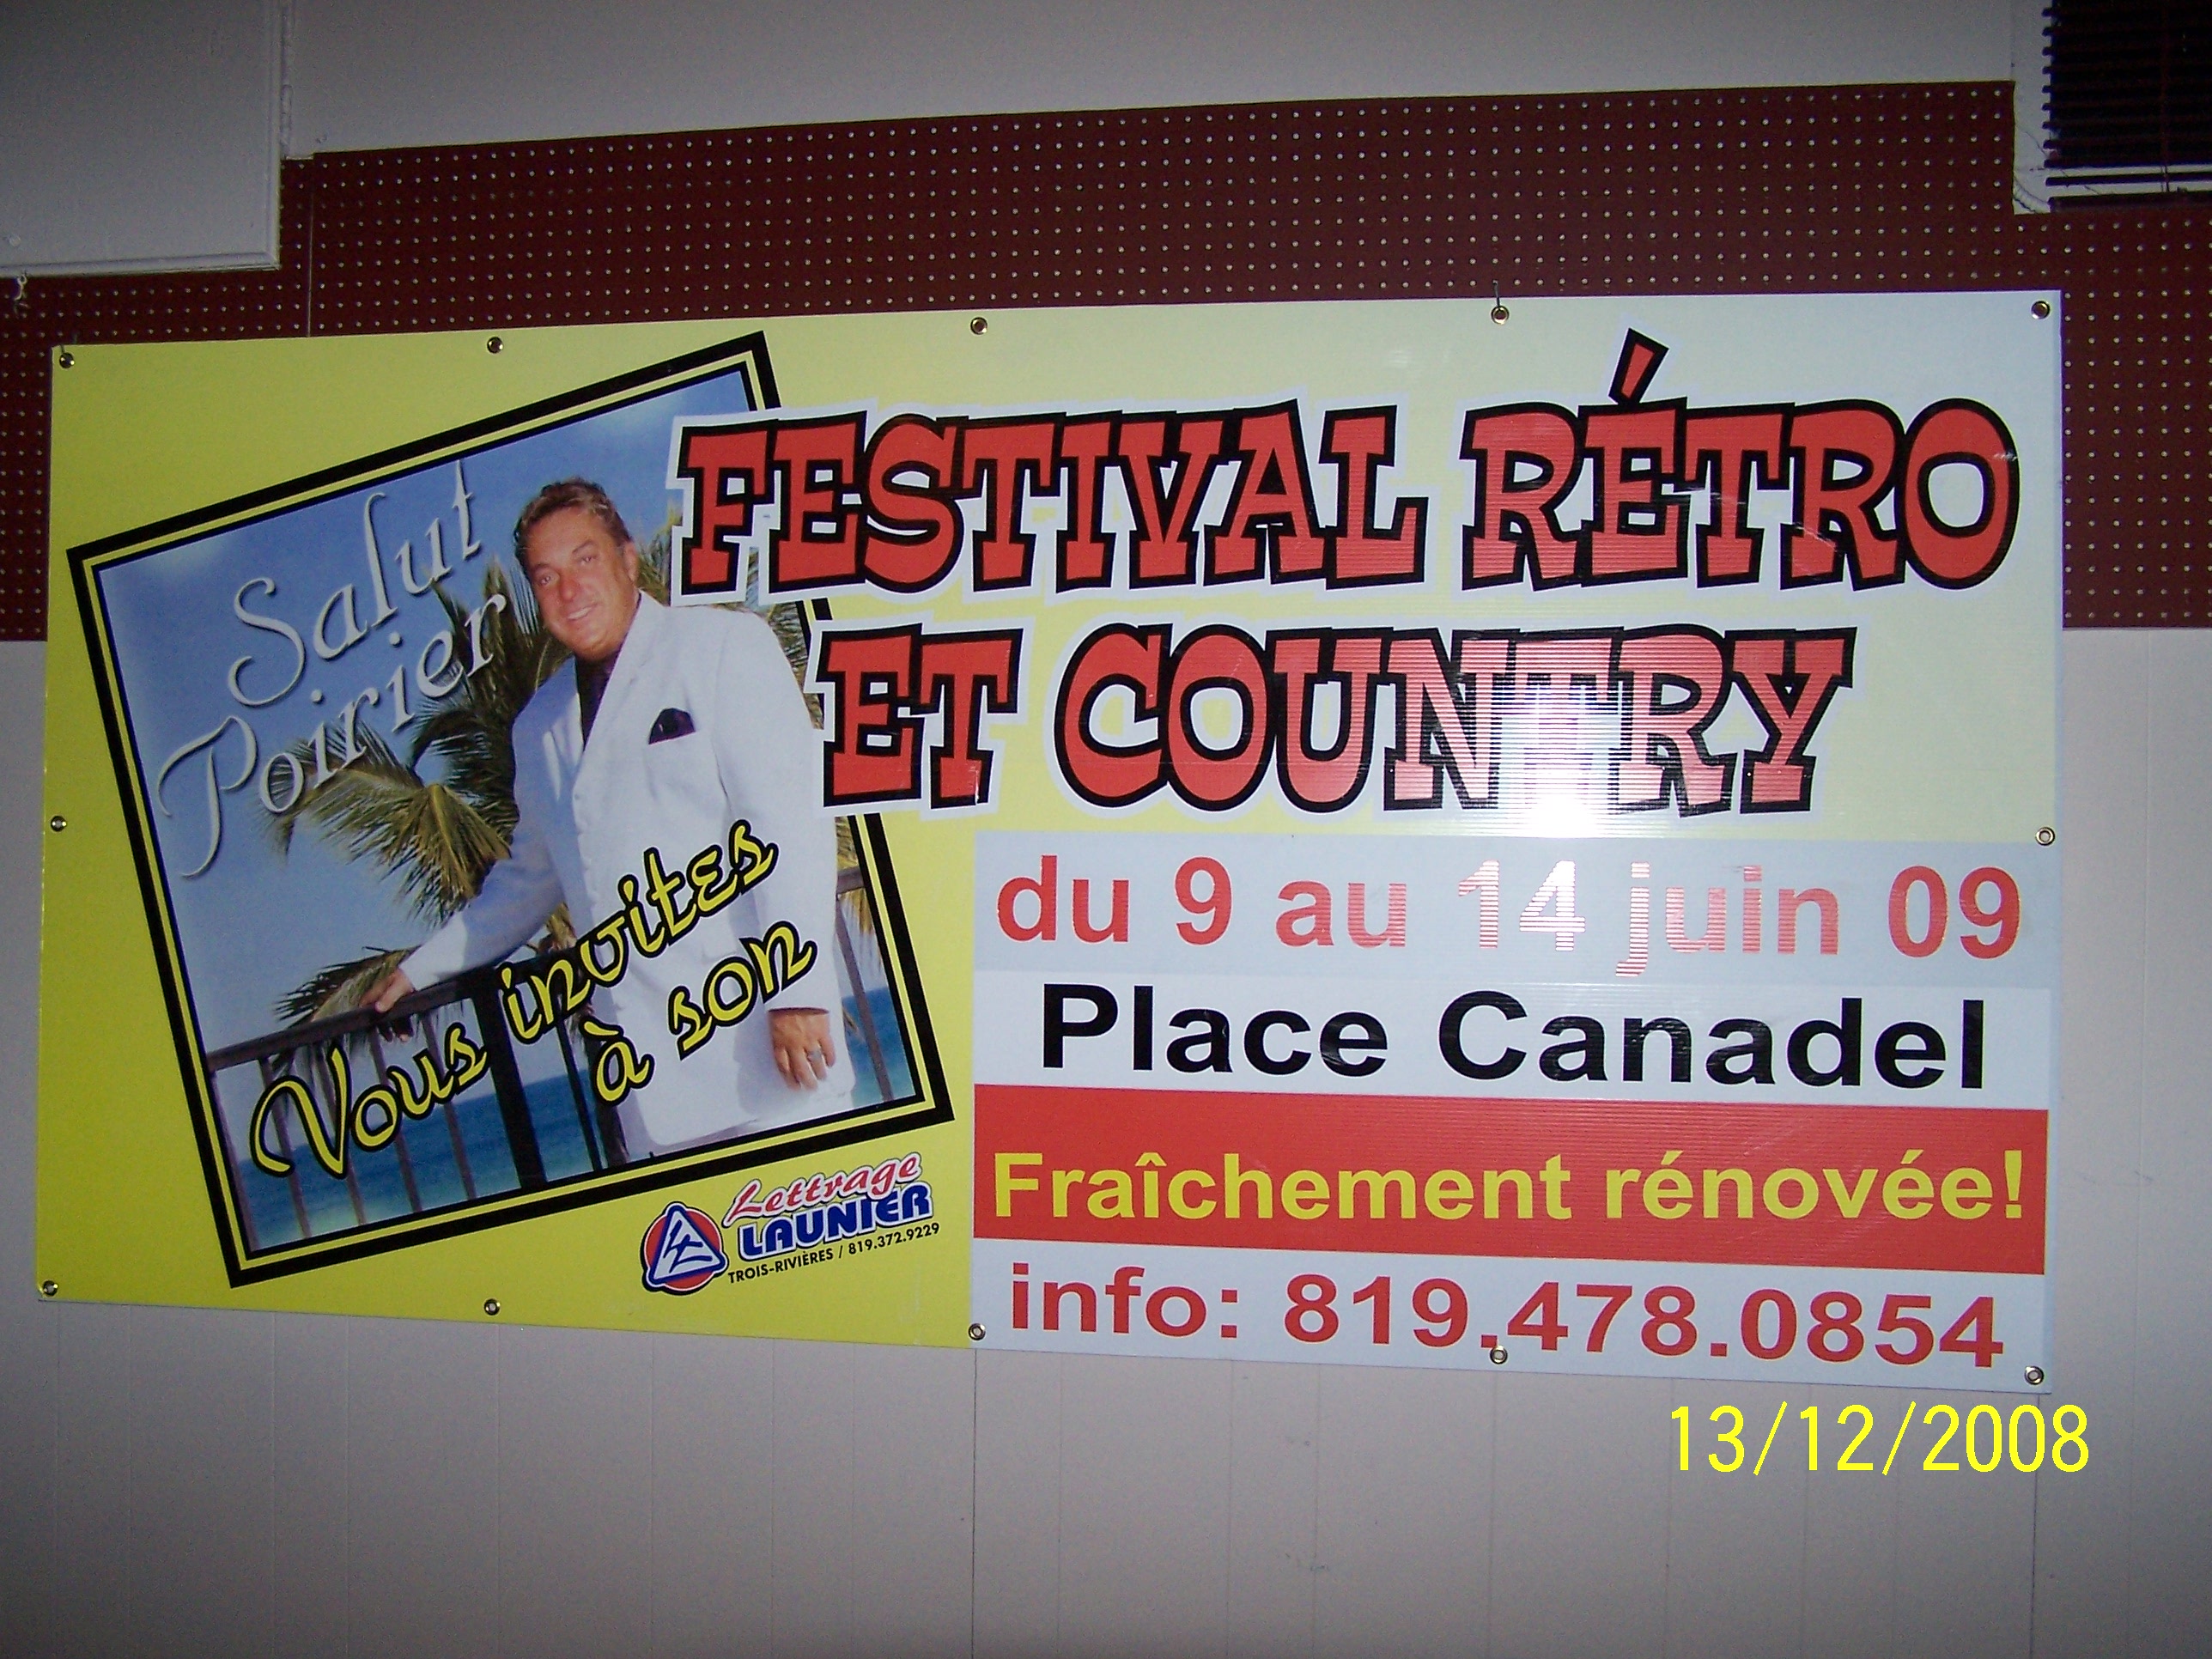 Salut
Poirier
Vous invites
à son
FESTIVAL RÉTRO
ET COUNTRY
du 9 au 14 juin 09
Place Canadel
Fraîchement rénovée!
info: 819.478.0854
Lettrage
LAUNIER
TROIS-RIVIÈRES / 819.372.9229
13/12/2008